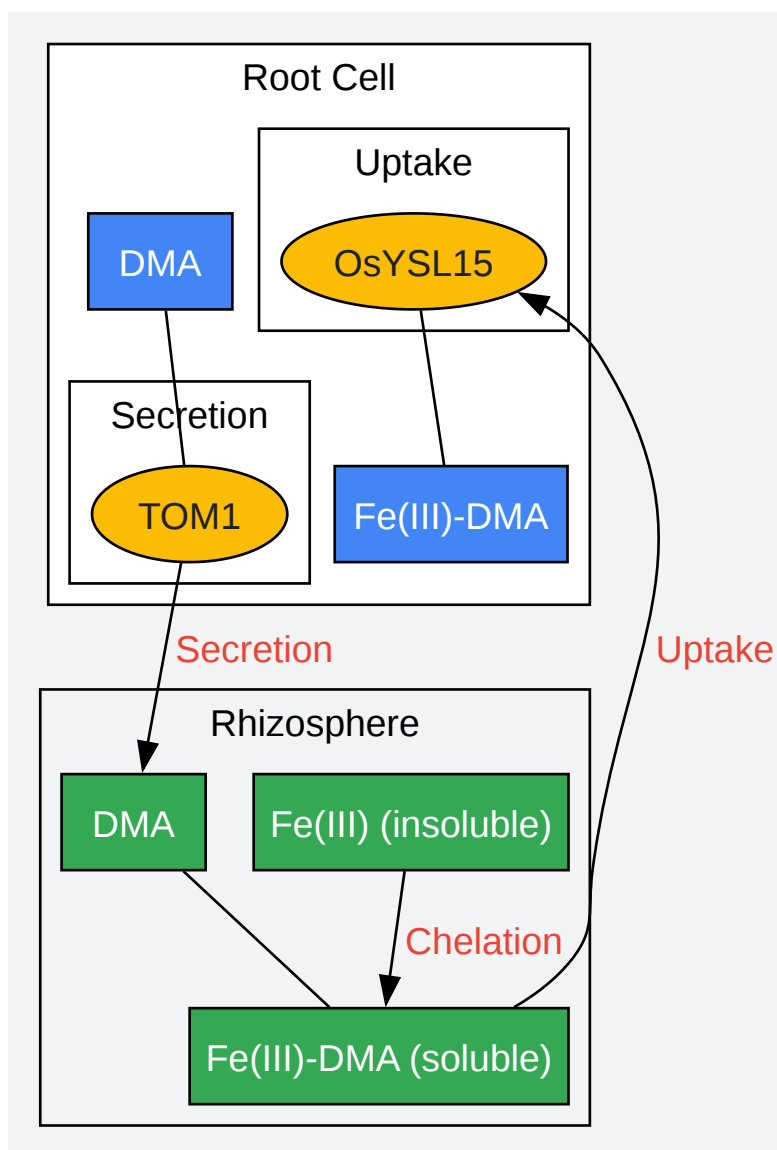 Root Cell
Uptake
DMA
OsYSL15
Secretion
TOM1
Fe(III)-DMA
Secretion
Uptake
Rhizosphere
DMA
Fe(III) (insoluble)
Chelation
Fe(III)-DMA (soluble)